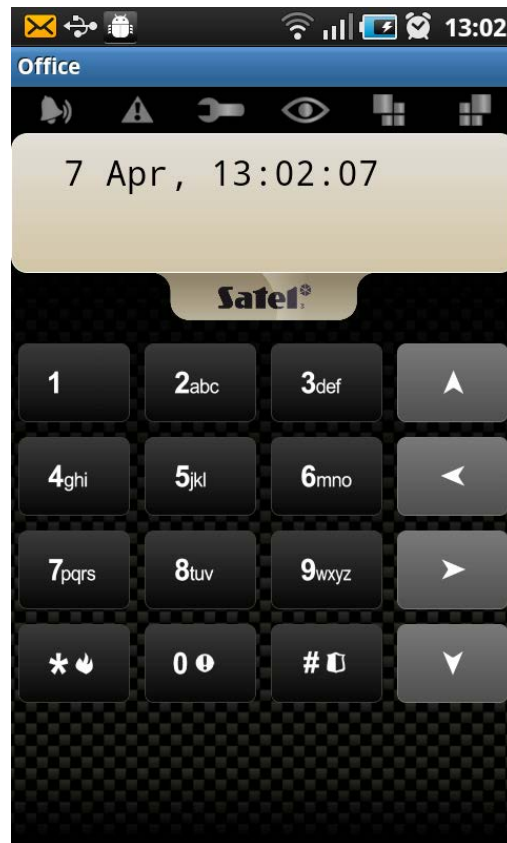 13:02
Office
7 Apr, 13:02:07
Satel
1 2abc 3def
4ghi 5jkl 6mno
7pqrs 8tuv 9wxyz
* 0 #